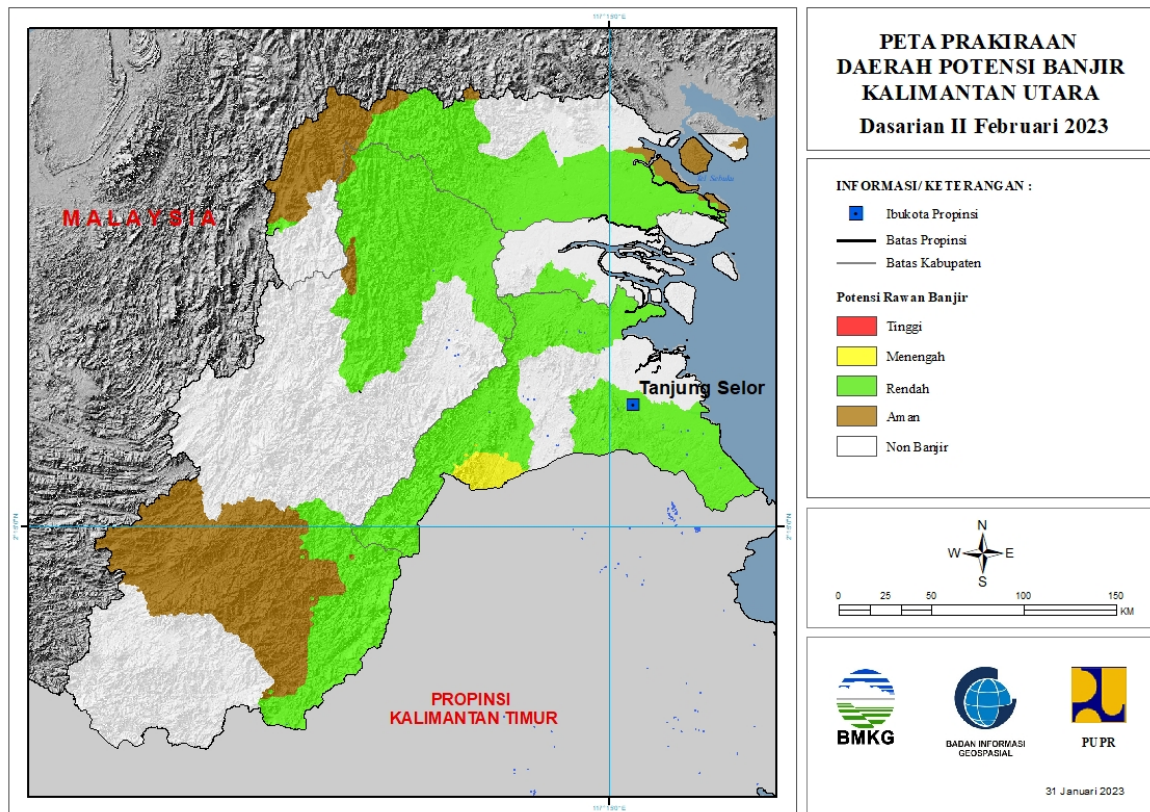 PETA PRAKIRAAN
DAERAH POTENSI BANJIR
KALIMANTAN UTARA
Dasarian II Februari 2023
INFORMASI/ KETERANGAN :
Ibukota Propinsi
Batas Propinsi
Batas Kabupaten
Potensi Rawan Banjir
Tinggi
Menengah
Rendah
Aman
Non Banjir
N
W E
S
0 25 50 100 150
KM
BMKG
BADAN INFORMASI
GEOSPASIAL
PUPR
31 Januari 2023
MALAYSIA
Tanjung Selor
PROPINSI
KALIMANTAN TIMUR